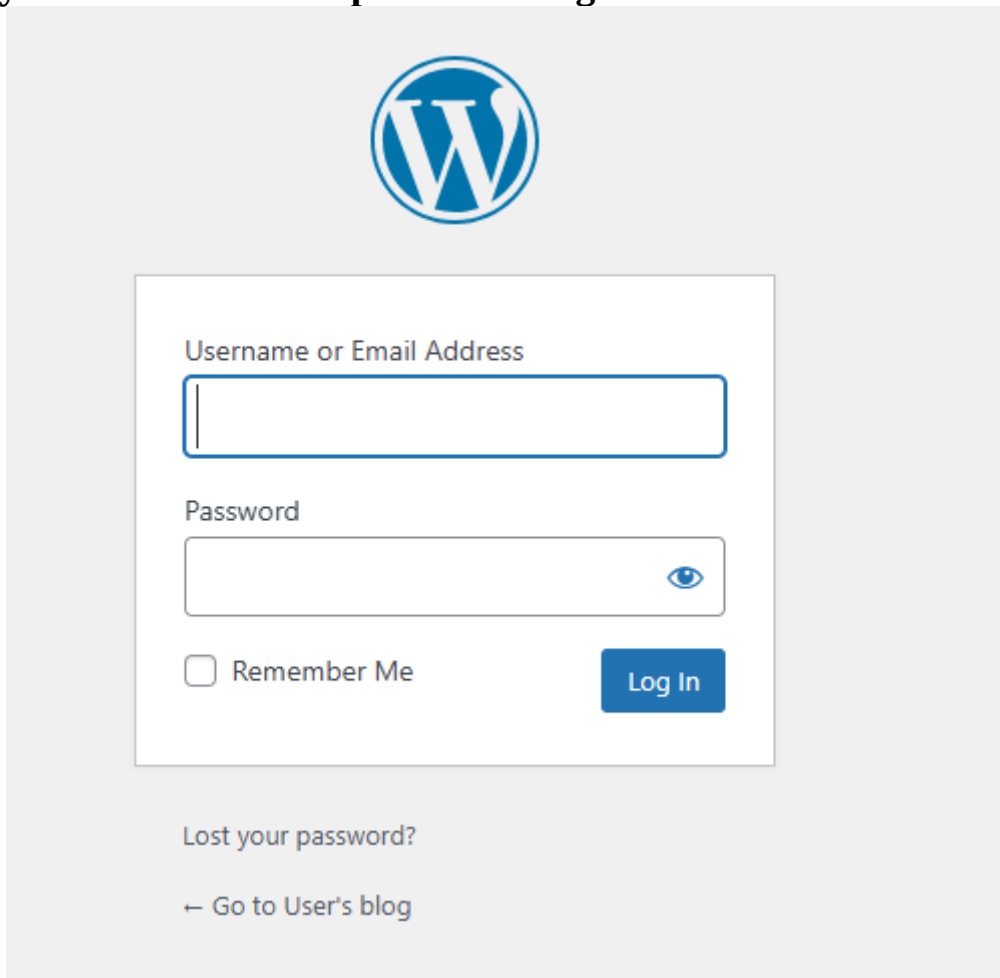 Username or Email Address
Password
Remember Me
Log In
Lost your password?
← Go to User's blog